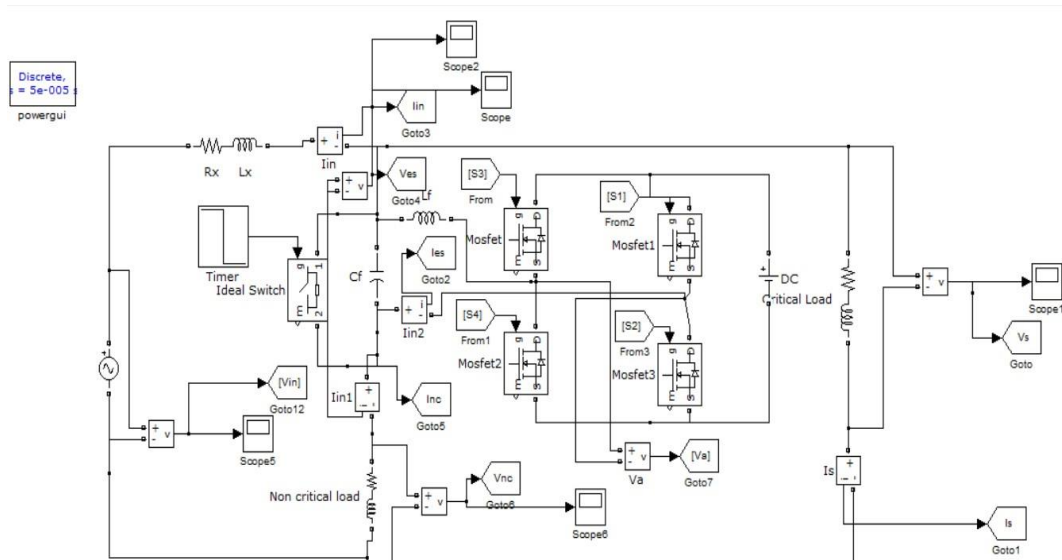 Scope2
Discrete,
s = 5e-005 s
powergui
Iin
Goto3
Scope
Rx
Lx
+
i
-
Iin
+
-
v
Ves
Goto4
Lf
[S3]
From
g
D
m
S
Mosfet
[S1]
From2
g
D
m
S
Mosfet1
Timer
Ideal Switch
g
1
m
2
Cf
Ies
Goto2
+
i
-
Iin2
+
DC
Critical Load
+
-
v
Scope1
Vs
Goto
[S4]
From1
g
D
m
S
Mosfet2
[S2]
From3
g
D
m
S
Mosfet3
+
[Vin]
Goto12
+
-
v
Scope5
Iin1
+
i
-
Inc
Goto5
+
-
v
Va
[Va]
Goto7
Is
+
i
-
Non critical load
+
-
v
Vnc
Goto6
Scope6
Is
Goto1